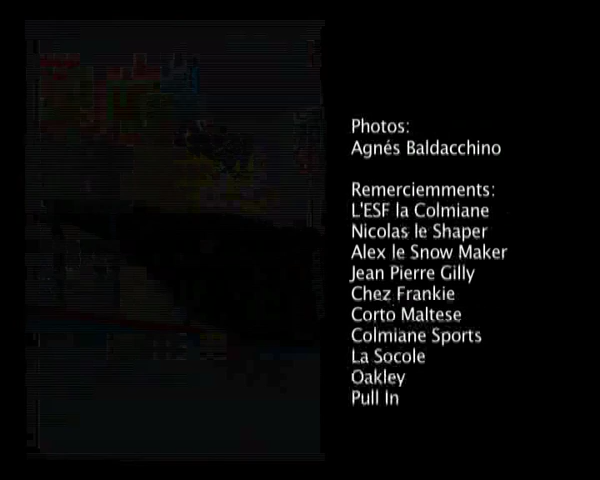 Photos:
Agnés Baldacchino
Remerciemments:
L'ESF la Colmiane
Nicolas le Shaper
Alex le Snow Maker
Jean Pierre Gilly
Chez Frankie
Corto Maltese
Colmiane Sports
La Socole
Oakley
Pull In